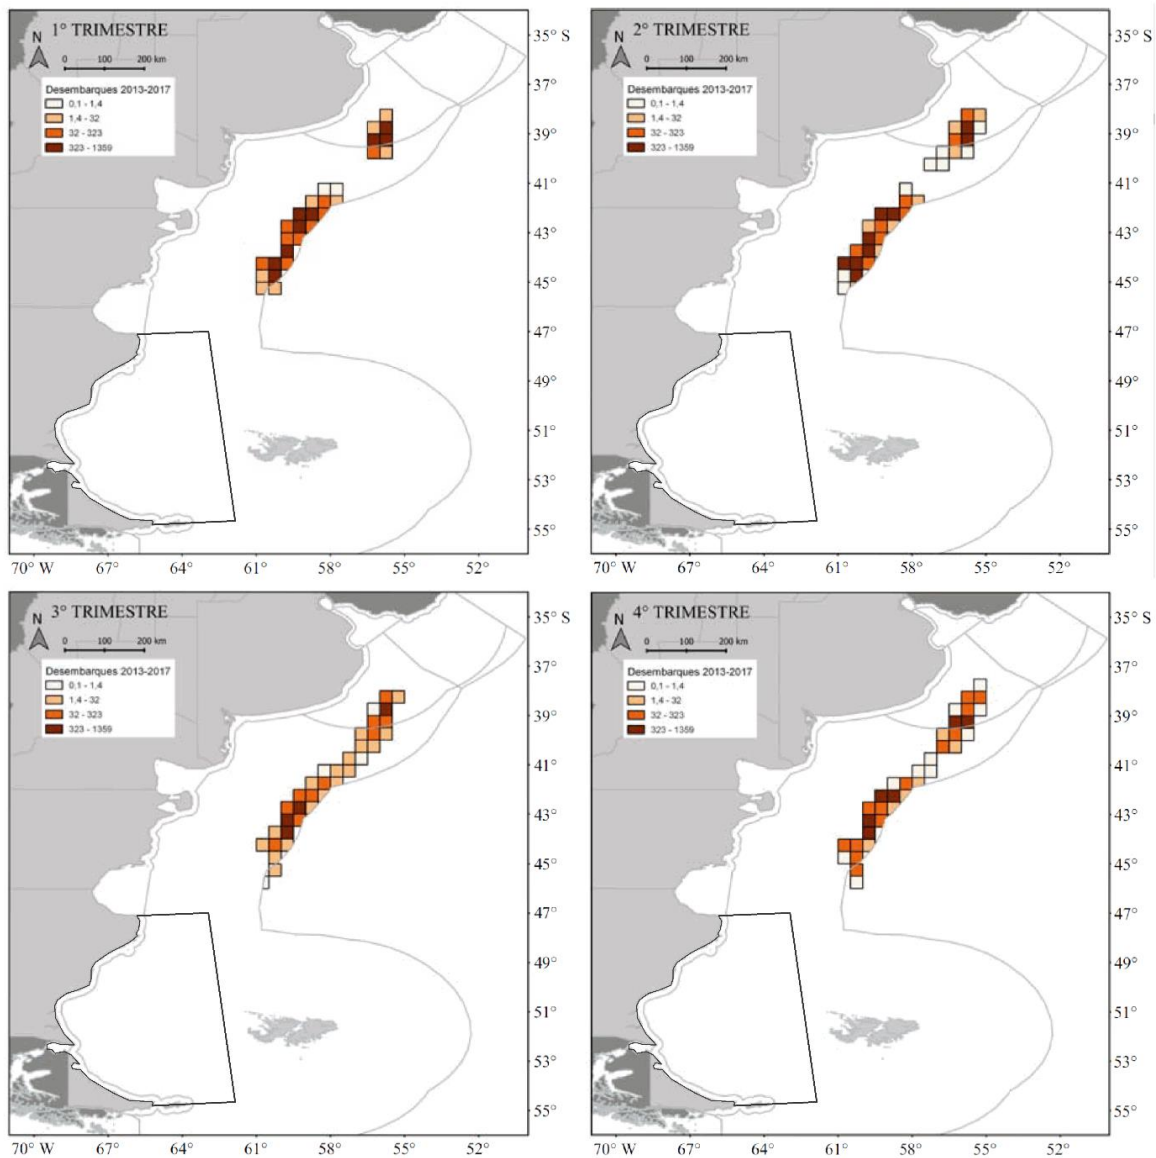 1° TRIMESTRE
N
0 100 200 km
Desembarques 2013-2017
0,1 - 1,4
1,4 - 32
32 - 323
323 - 1359
2° TRIMESTRE
N
0 100 200 km
Desembarques 2013-2017
0,1 - 1,4
1,4 - 32
32 - 323
323 - 1359
35° S
37°
39°
41°
43°
45°
47°
49°
51°
53°
55°
35° S
37°
39°
41°
43°
45°
47°
49°
51°
53°
55°
70° W 67° 64° 61° 58° 55° 52°
70° W 67° 64° 61° 58° 55° 52°
3° TRIMESTRE
N
0 100 200 km
Desembarques 2013-2017
0,1 - 1,4
1,4 - 32
32 - 323
323 - 1359
4° TRIMESTRE
N
0 100 200 km
Desembarques 2013-2017
0,1 - 1,4
1,4 - 32
32 - 323
323 - 1359
35° S
37°
39°
41°
43°
45°
47°
49°
51°
53°
55°
35° S
37°
39°
41°
43°
45°
47°
49°
51°
53°
55°
70° W 67° 64° 61° 58° 55° 52°
70° W 67° 64° 61° 58° 55° 52°